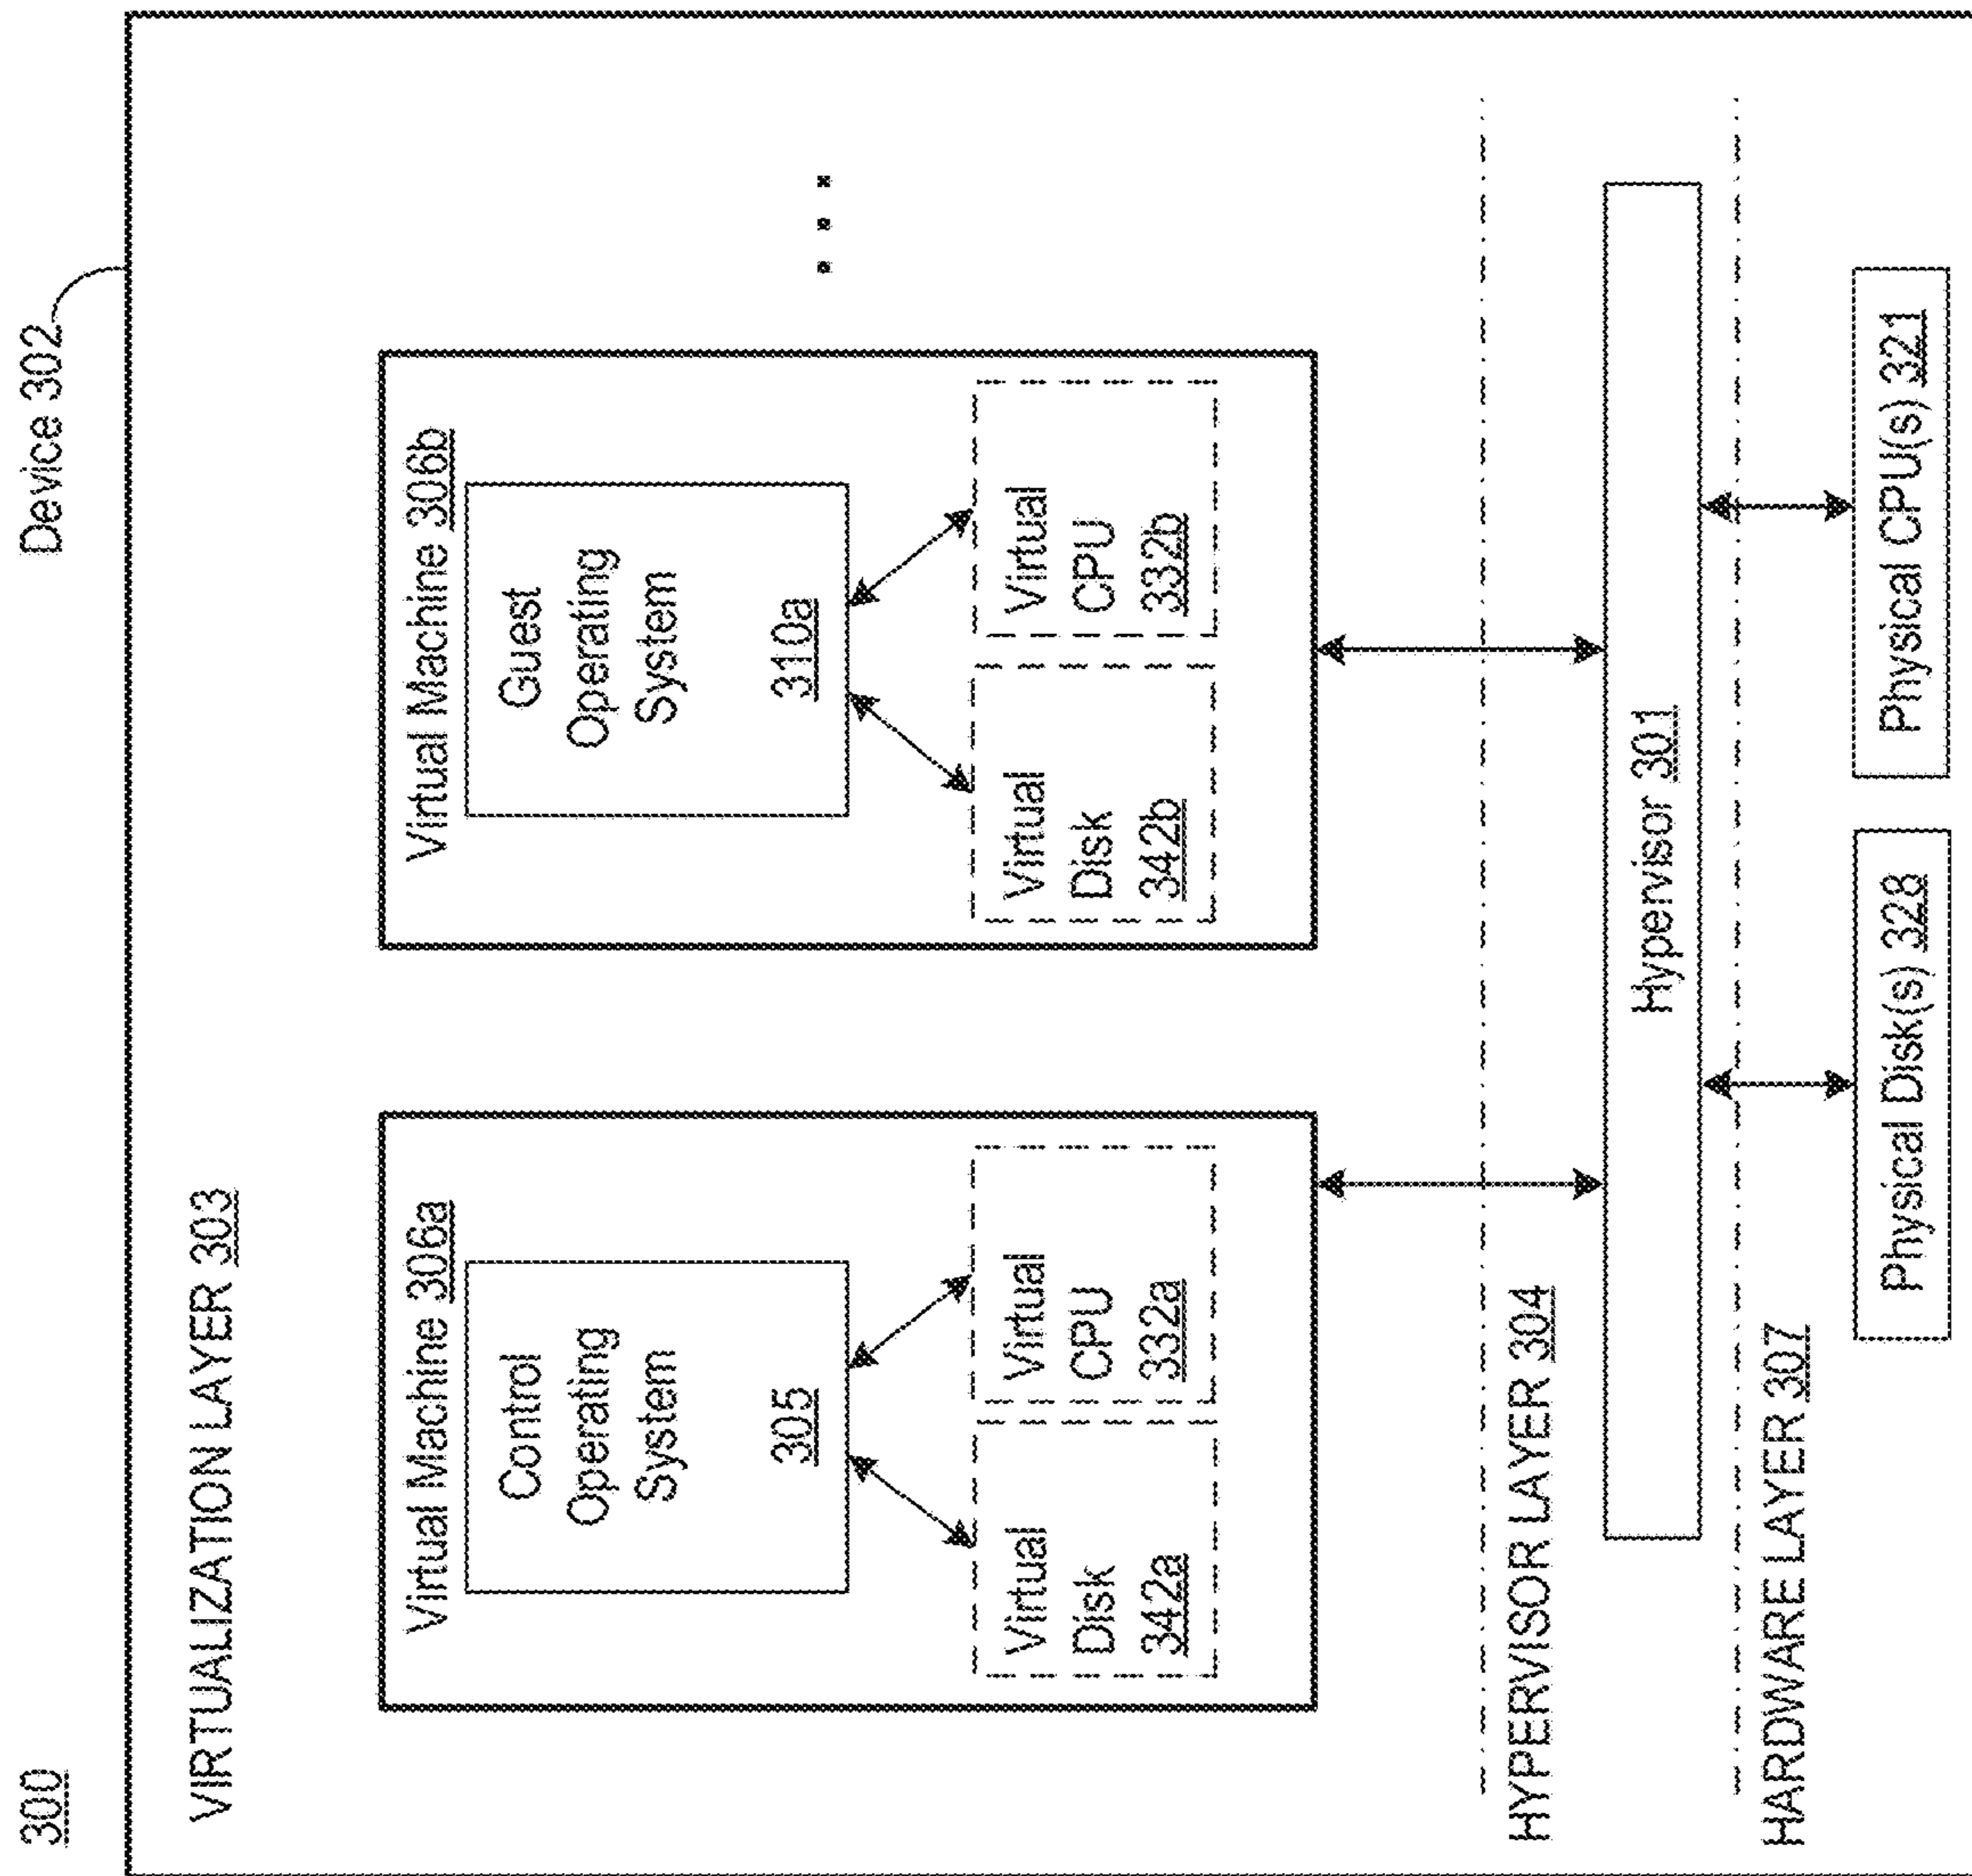 300
Device 302
VIRTUALIZATION LAYER 303
Virtual Machine 306a
Control
Operating
System
305
Virtual
Disk
342a
Virtual
CPU
332a
Virtual Machine 306b
Guest
Operating
System
310a
Virtual
Disk
342b
Virtual
CPU
332b
HYPERVISOR LAYER 304
Hypervisor 301
HARDWARE LAYER 307
Physical Disk(s) 328
Physical CPU(s) 321